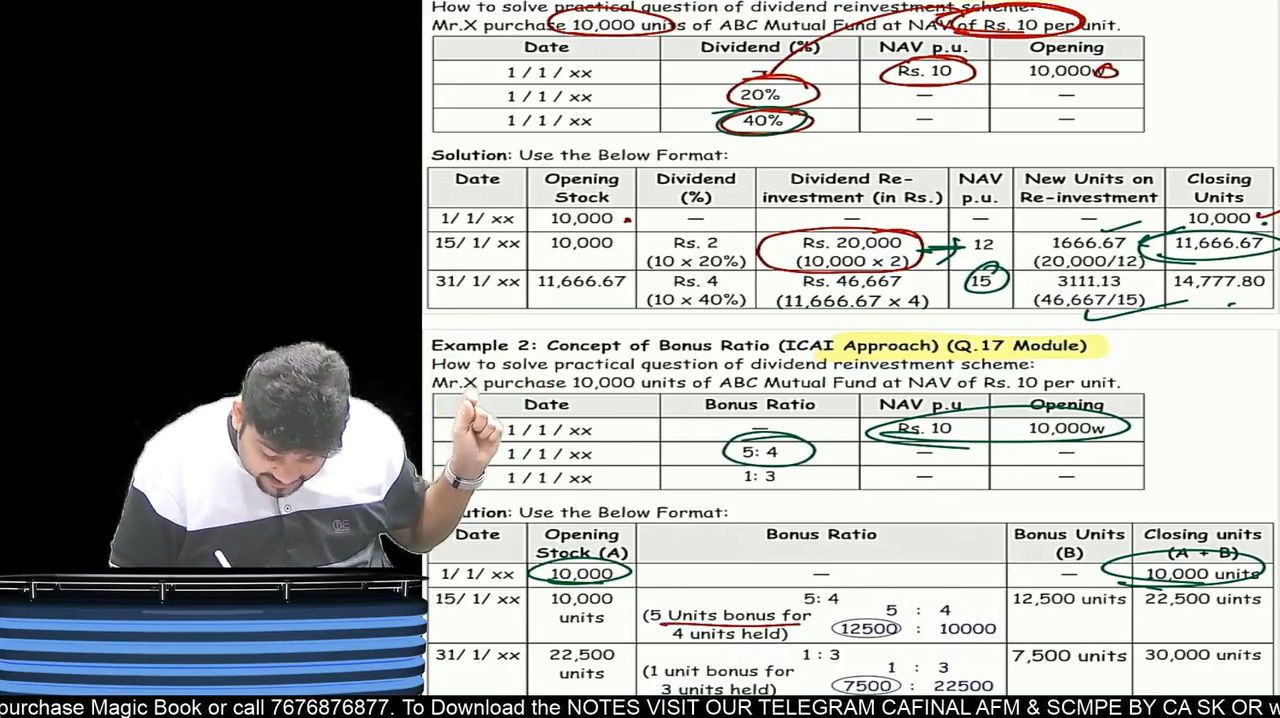 How to solve practical question of dividend reinvestment scheme:
Mr.X purchase 10,000 units of ABC Mutual Fund at NAV of Rs. 10 per unit.
Date Dividend (%) NAV p.u. Opening
1/1/xx — Rs. 10 10,000w
1/1/xx 20% — —
1/1/xx 40% — —
Solution: Use the Below Format:
Date Opening Stock Dividend (%) Dividend Re-investment (in Rs.) NAV p.u. New Units on Re-investment Closing Units
1/ 1/ xx 10,000 — — — — 10,000
15/ 1/ xx 10,000 Rs. 2 (10 x 20%) Rs. 20,000 (10,000 x 2) 12 1666.67 (20,000/12) 11,666.67
31/ 1/ xx 11,666.67 Rs. 4 (10 x 40%) Rs. 46,667 (11,666.67 x 4) 15 3111.13 (46,667/15) 14,777.80
Example 2: Concept of Bonus Ratio (ICAI Approach) (Q.17 Module)
How to solve practical question of dividend reinvestment scheme:
Mr.X purchase 10,000 units of ABC Mutual Fund at NAV of Rs. 10 per unit.
Date Bonus Ratio NAV p.u Opening
1/1/xx — Rs. 10 10,000w
1/1/xx 5: 4 — —
1/1/xx 1: 3 — —
ution: Use the Below Format:
Date Opening Stock (A) Bonus Ratio Bonus Units (B) Closing units (A + B)
1/ 1/ xx 10,000 — — 10,000 units
15/ 1/ xx 10,000 units 5: 4 (5 Units bonus for 4 units held) 5 : 4 12500 : 10000 12,500 units 22,500 uints
31/ 1/ xx 22,500 units 1 : 3 (1 unit bonus for 3 units held) 1 : 3 7500 : 22500 7,500 units 30,000 uints
purchase Magic Book or call 7676876877. To Download the NOTES VISIT OUR TELEGRAM CAFINAL AFM & SCMPE BY CA SK OR w